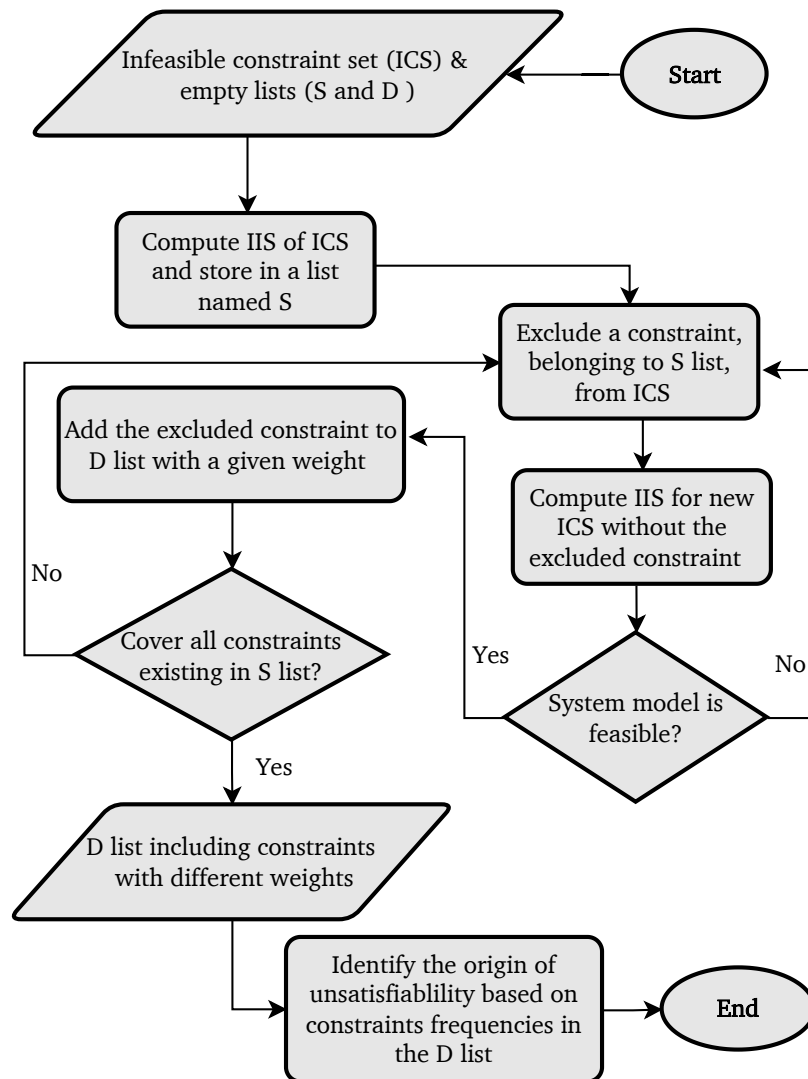 Start
Infeasible constraint set (ICS) &
empty lists (S and D )
Compute IIS of ICS
and store in a list
named S
Exclude a constraint,
belonging to S list,
from ICS
Compute IIS for new
ICS without the
excluded constraint
System model is
feasible?
Yes
No
Add the excluded constraint to
D list with a given weight
Cover all constraints
existing in S list?
No
Yes
D list including constraints
with different weights
Identify the origin of
unsatisfiablility based on
constraints frequencies in
the D list
End